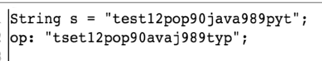 String s = "test12pop90java989pyt";
op: "tset12pop90avaj989typ";